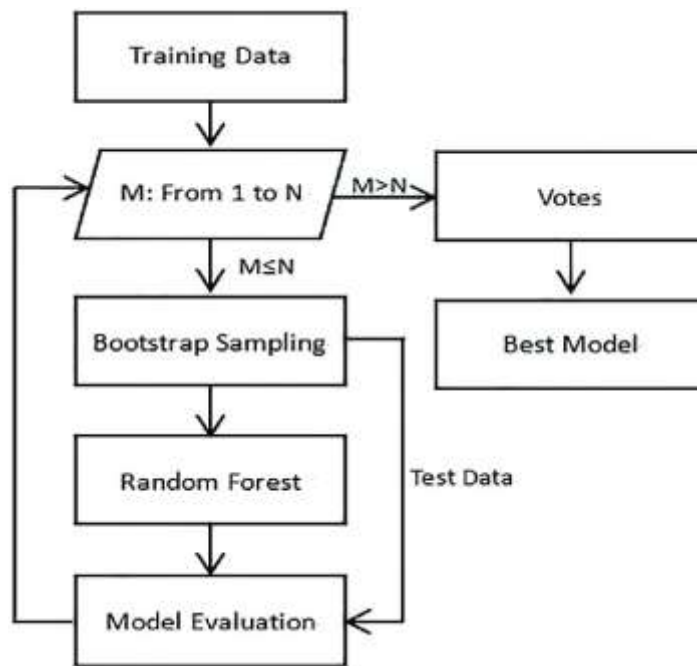 Training Data
M: From 1 to N
M>N
Votes
M≤N
Bootstrap Sampling
Best Model
Random Forest
Test Data
Model Evaluation